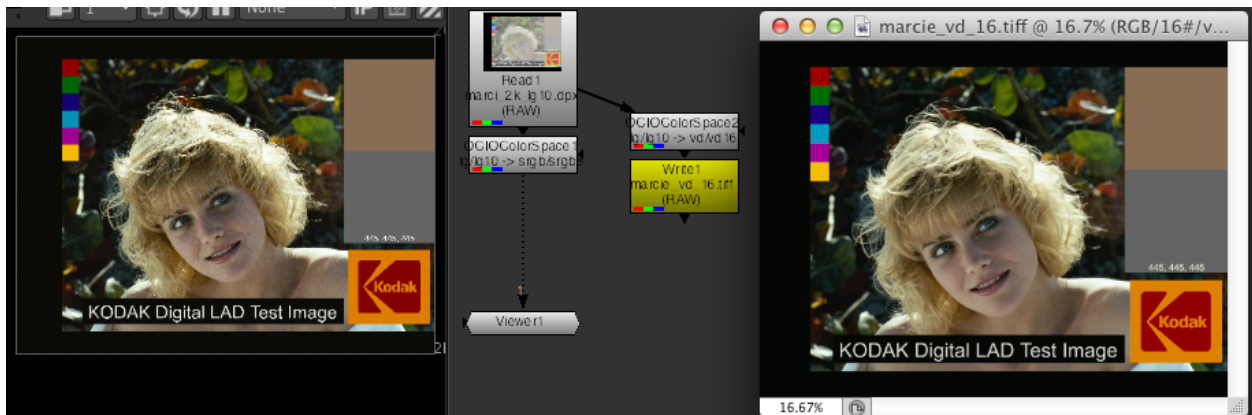 1
None
IP
445, 445, 445
Kodak
KODAK Digital LAD Test Image
Read1
marci_2k_lg10.dpx
(RAW)
OCIOColorSpace1
lg/lg10 -> srgb/srgb8
Viewer1
OCIOColorSpace2
lg/lg10 -> vd/vd16
Write1
marcie_vd_16.tiff
(RAW)
marcie_vd_16.tiff @ 16.7% (RGB/16#/v...
445, 445, 445
Kodak
KODAK Digital LAD Test Image
16.67%